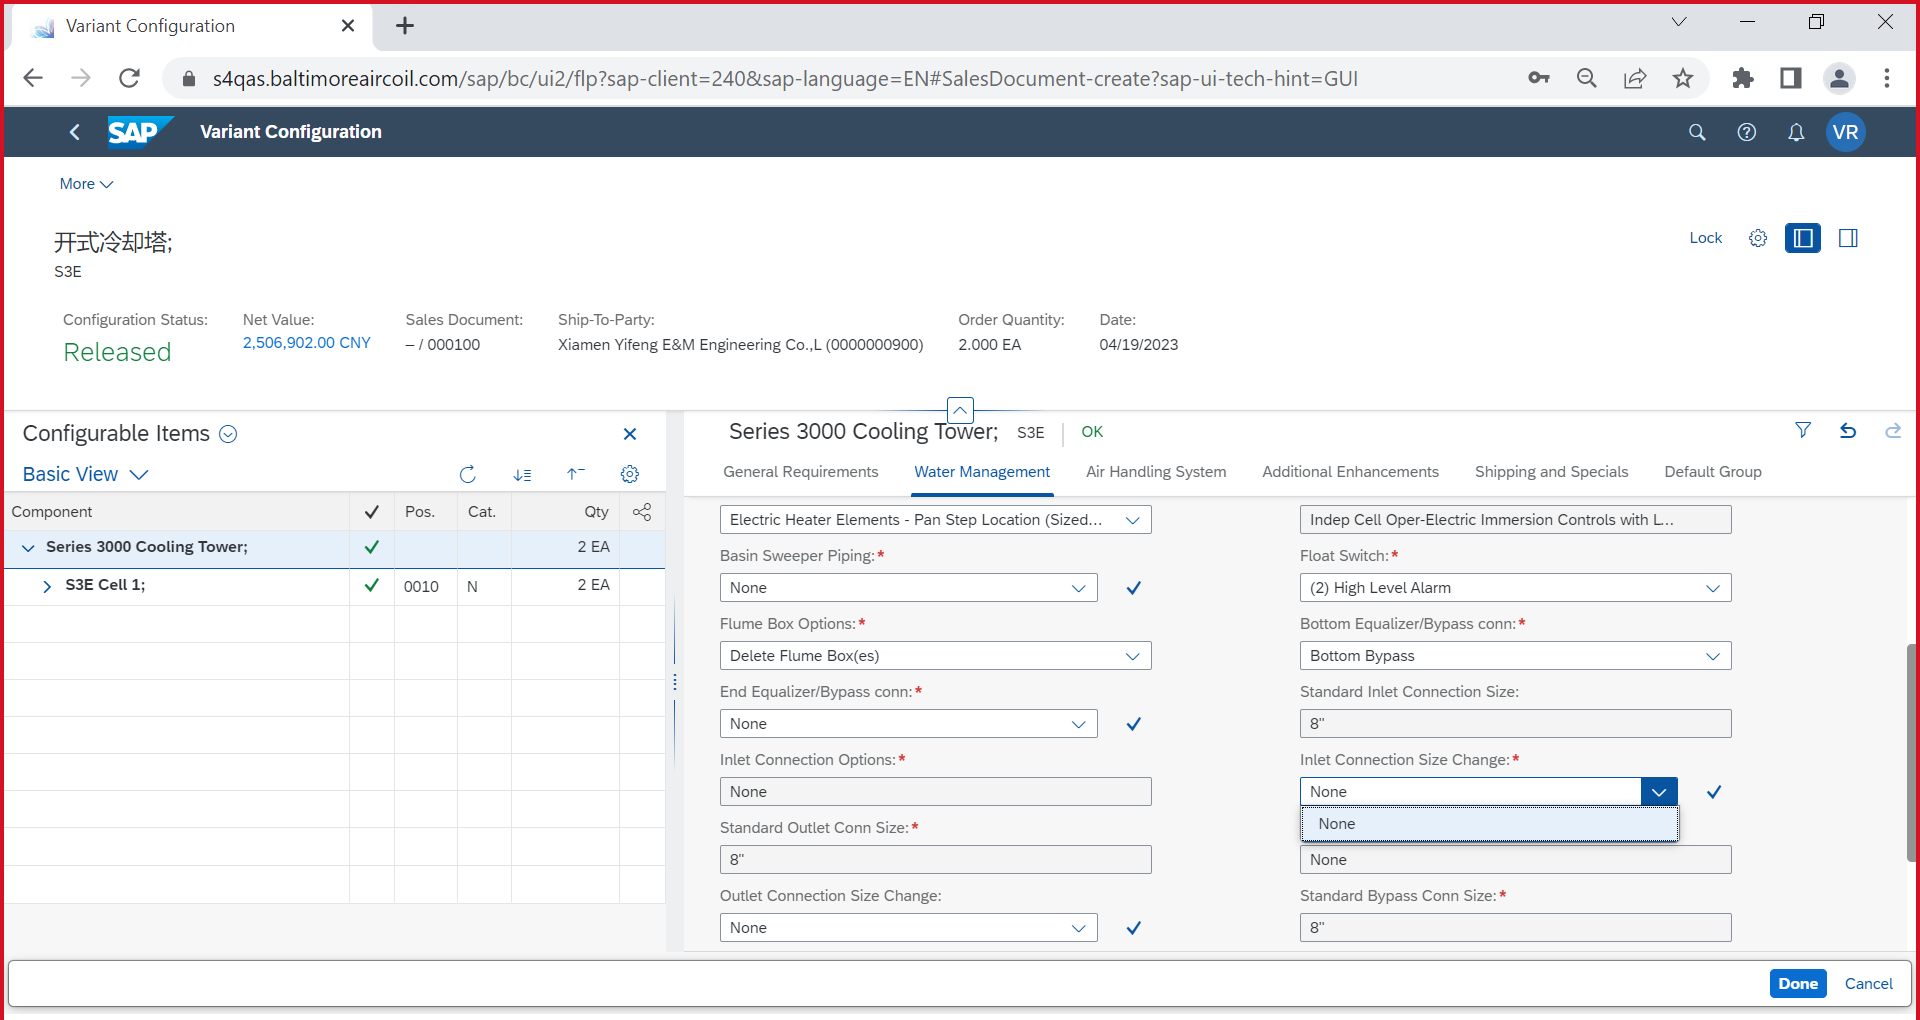 Variant Configuration
s4qas.baltimoreaircoil.com/sap/bc/ui2/flp?sap-client=240&sap-language=EN#SalesDocument-create?sap-ui-tech-hint=GUI
SAP Variant Configuration VR
More
开式冷却塔;
S3E
Lock
Configuration Status: Net Value: Sales Document: Ship-To-Party: Order Quantity: Date:
Released 2,506,902.00 CNY – / 000100 Xiamen Yifeng E&M Engineering Co.,L (0000000900) 2.000 EA 04/19/2023
Configurable Items
Basic View
Component Pos. Cat. Qty
Series 3000 Cooling Tower; 2 EA
S3E Cell 1; 0010 N 2 EA
Series 3000 Cooling Tower; S3E OK
General Requirements Water Management Air Handling System Additional Enhancements Shipping and Specials Default Group
Electric Heater Elements - Pan Step Location (Sized... Indep Cell Oper-Electric Immersion Controls with L...
Basin Sweeper Piping:* Float Switch:*
None (2) High Level Alarm
Flume Box Options:* Bottom Equalizer/Bypass conn:*
Delete Flume Box(es) Bottom Bypass
End Equalizer/Bypass conn:* Standard Inlet Connection Size:
None 8"
Inlet Connection Options:* Inlet Connection Size Change:*
None None
Standard Outlet Conn Size:* None
8" None
Outlet Connection Size Change: Standard Bypass Conn Size:*
None 8"
Done Cancel